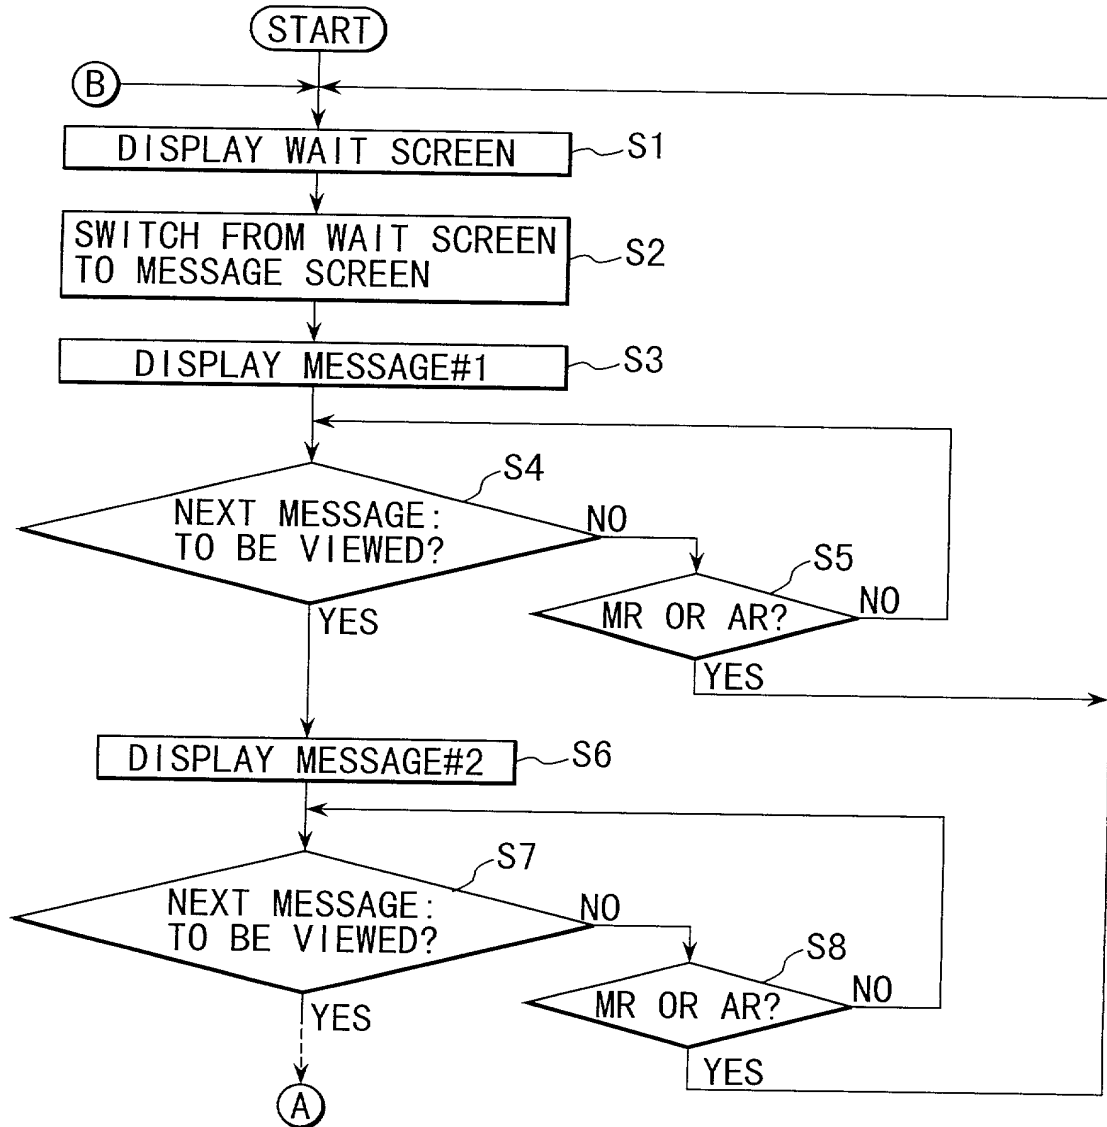 START
B
DISPLAY WAIT SCREEN
S1
SWITCH FROM WAIT SCREEN
TO MESSAGE SCREEN
S2
DISPLAY MESSAGE#1
S3
S4
NEXT MESSAGE:
TO BE VIEWED?
NO
S5
MR OR AR?
NO
YES
YES
DISPLAY MESSAGE#2
S6
S7
NEXT MESSAGE:
TO BE VIEWED?
NO
S8
MR OR AR?
NO
YES
YES
A